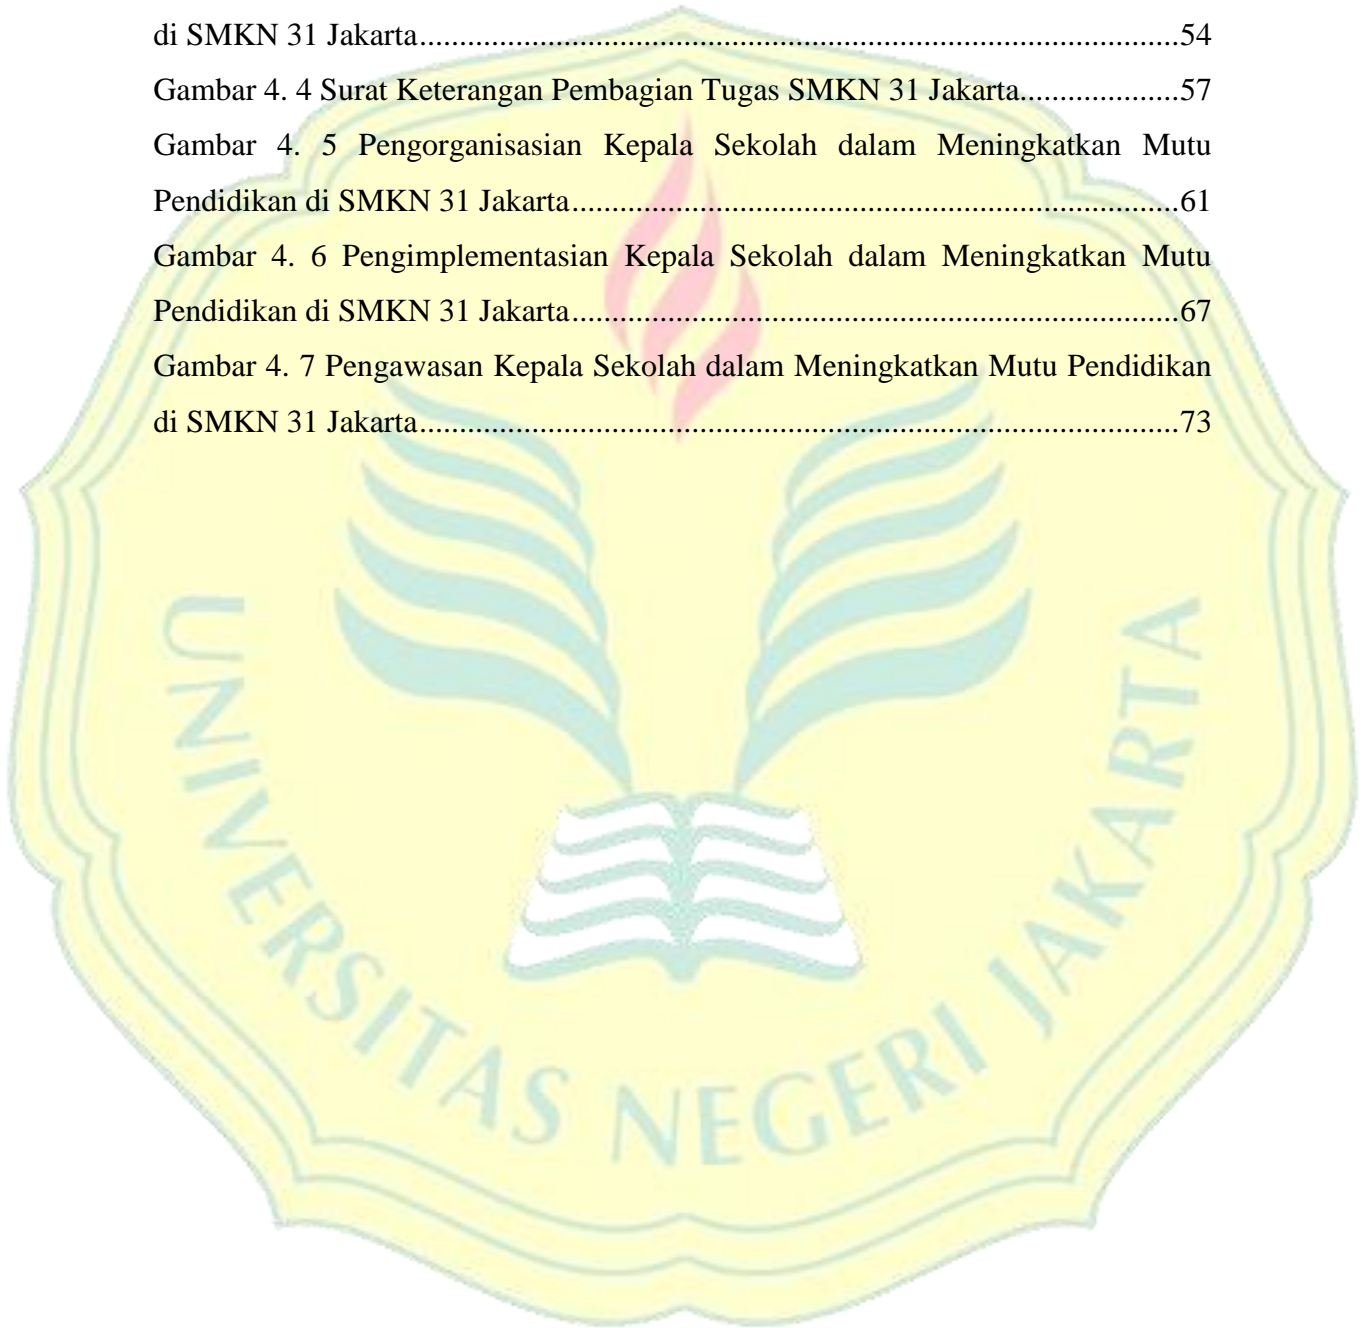 di SMKN 31 Jakarta................................................................................................54
Gambar 4. 4 Surat Keterangan Pembagian Tugas SMKN 31 Jakarta....................57
Gambar 4. 5 Pengorganisasian Kepala Sekolah dalam Meningkatkan Mutu
Pendidikan di SMKN 31 Jakarta.............................................................................61
Gambar 4. 6 Pengimplementasian Kepala Sekolah dalam Meningkatkan Mutu
Pendidikan di SMKN 31 Jakarta.............................................................................67
Gambar 4. 7 Pengawasan Kepala Sekolah dalam Meningkatkan Mutu Pendidikan
di SMKN 31 Jakarta................................................................................................73
UNIVERSITAS NEGERI JAKARTA